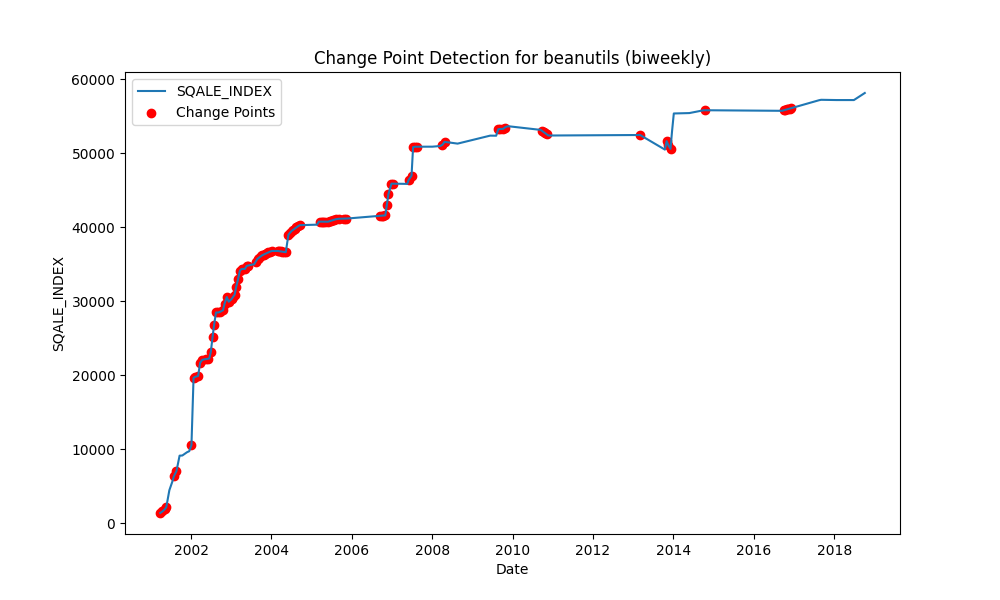 Change Point Detection for beanutils (biweekly)
SQALE_INDEX
Change Points
60000
50000
40000
30000
20000
10000
0
SQALE_INDEX
2002 2004 2006 2008 2010 2012 2014 2016 2018
Date